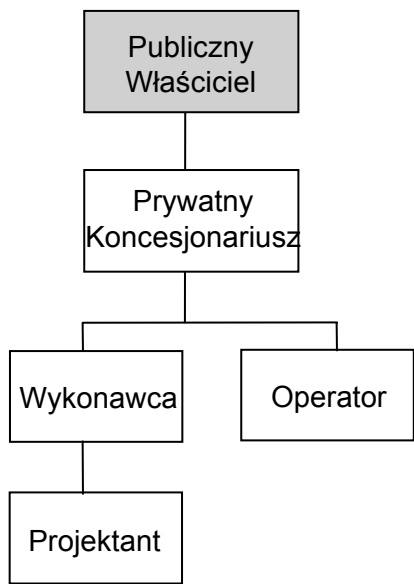 Publiczny
Właściciel
Prywatny
Koncesjonariusz
Wykonawca
Operator
Projektant